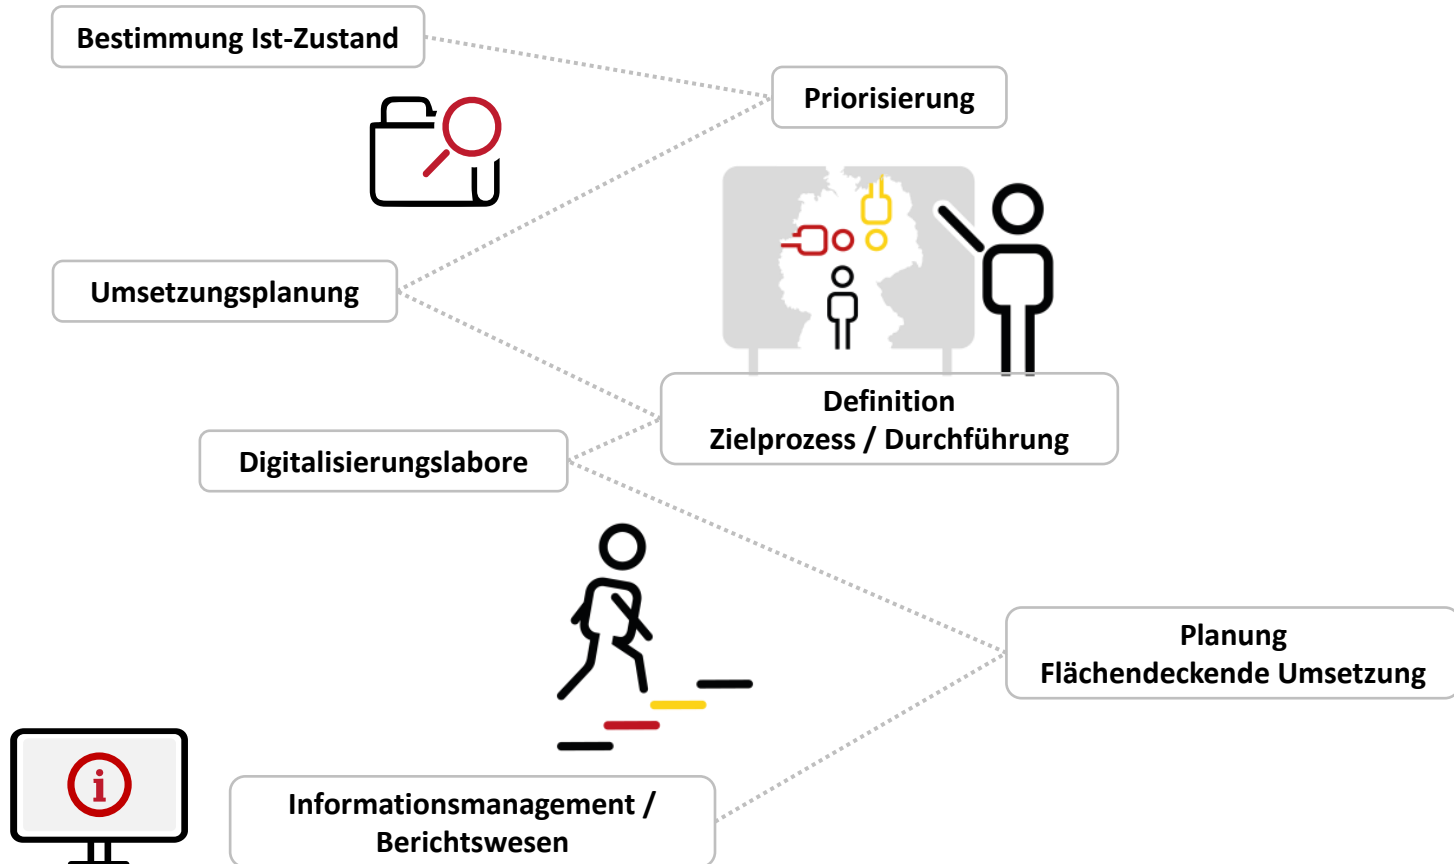 Bestimmung Ist-Zustand
Priorisierung
Umsetzungsplanung
Definition
Zielprozess / Durchführung
Digitalisierungslabore
Planung
Flächendeckende Umsetzung
i
Informationsmanagement /
Berichtswesen